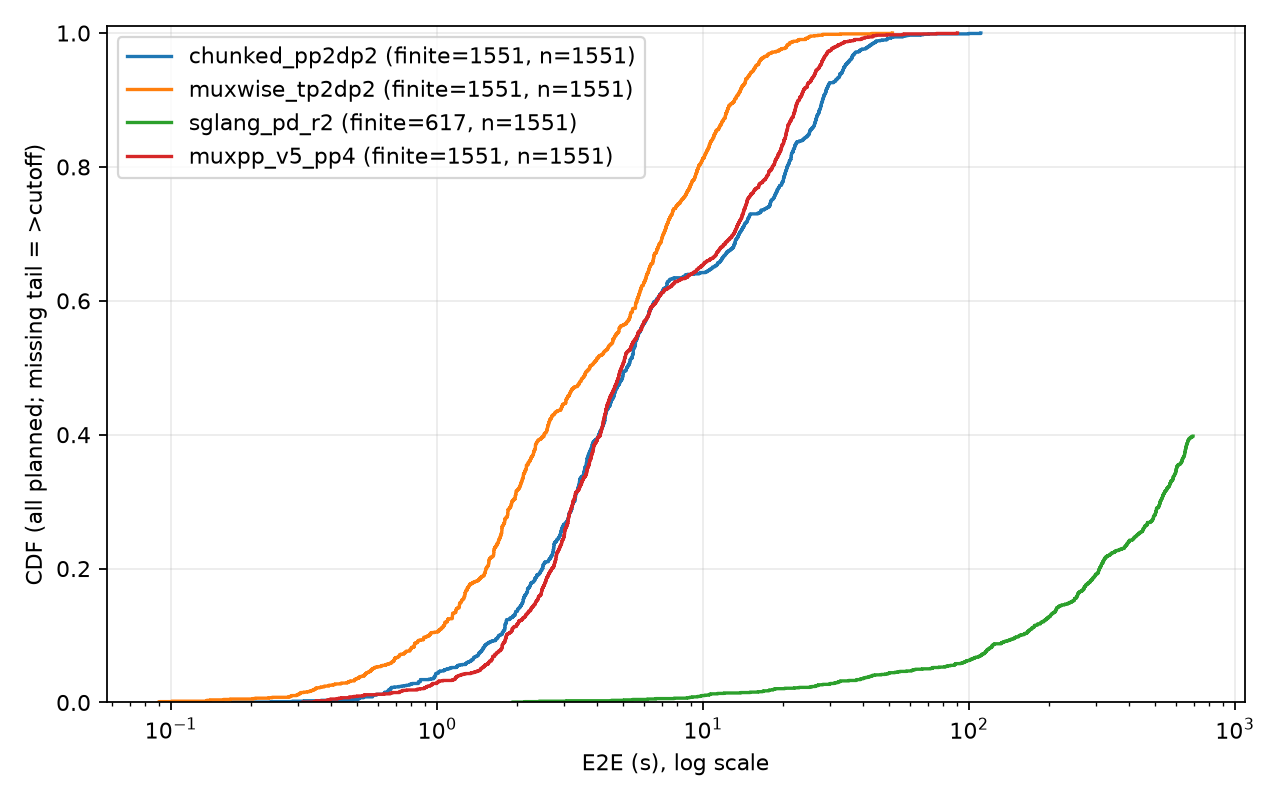 chunked_pp2dp2 (finite=1551, n=1551)
muxwise_tp2dp2 (finite=1551, n=1551)
sglang_pd_r2 (finite=617, n=1551)
muxpp_v5_pp4 (finite=1551, n=1551)
CDF (all planned; missing tail = >cutoff)
1.0
0.8
0.6
0.4
0.2
0.0
10⁻¹ 10⁰ 10¹ 10² 10³
E2E (s), log scale